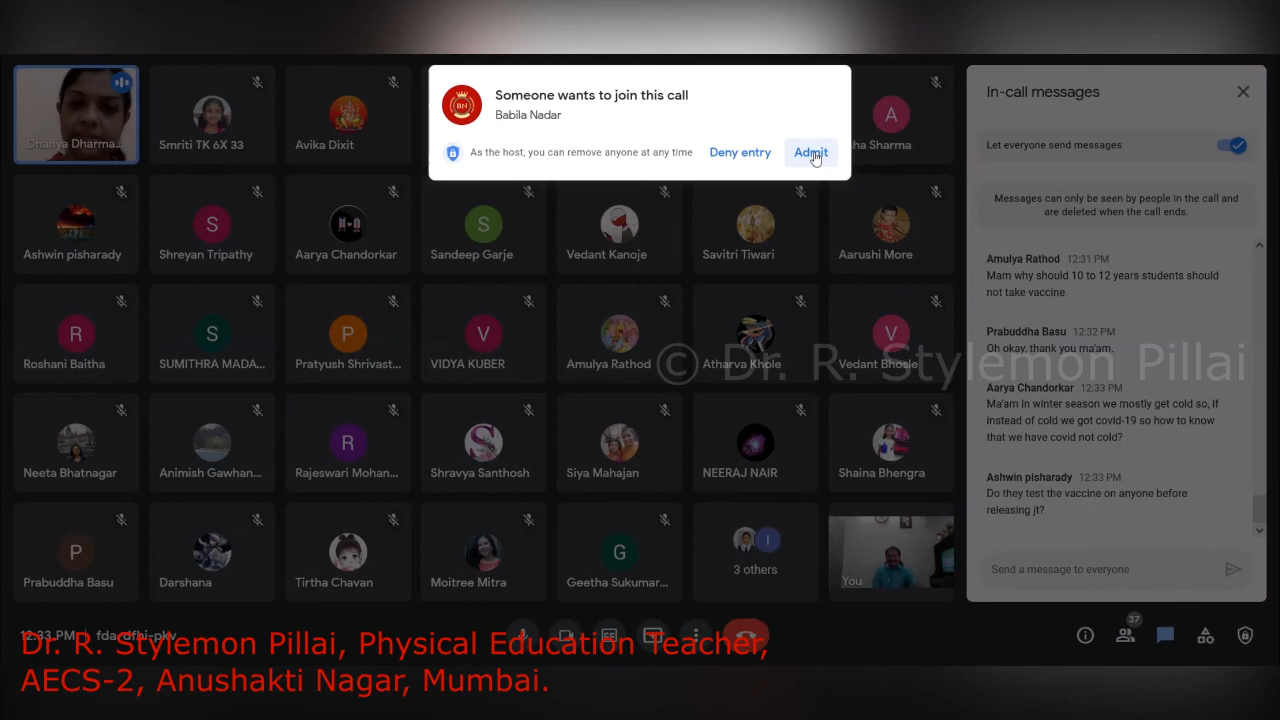 Someone wants to join this call
BN
Babila Nadar
As the host, you can remove anyone at any time
Deny entry
Admit
Dhanya Dharma...
Smriti TK 6X 33
Avika Dixit
A
ha Sharma
Ashwin pisharady
S
Shreyan Tripathy
Aarya Chandorkar
S
Sandeep Garje
Vedant Kanoje
Savitri Tiwari
Aarushi More
R
Roshani Baitha
S
SUMITHRA MADA...
P
Pratyush Shrivast...
V
VIDYA KUBER
Amulya Rathod
Atharva Khole
V
Vedant Bhosle
Neeta Bhatnagar
Animish Gawhan...
R
Rajeswari Mohan...
Shravya Santhosh
Siya Mahajan
NEERAJ NAIR
Shaina Bhengra
P
Prabuddha Basu
Darshana
Tirtha Chavan
Moitree Mitra
G
Geetha Sukumar...
I
3 others
You
In-call messages
Let everyone send messages
Messages can only be seen by people in the call and
are deleted when the call ends.
Amulya Rathod 12:31 PM
Mam why should 10 to 12 years students should
not take vaccine
Prabuddha Basu 12:32 PM
Oh okay, thank you ma'am.
© Dr. R. Stylemon Pillai
Aarya Chandorkar 12:33 PM
Ma'am in winter season we mostly get cold so, if
instead of cold we got covid-19 so how to know
that we have covid not cold?
Ashwin pisharady 12:33 PM
Do they test the vaccine on anyone before
releasing jt?
Send a message to everyone
12:33 PM | fda-dfhi-pkv
37
Dr. R. Stylemon Pillai, Physical Education Teacher,
AECS-2, Anushakti Nagar, Mumbai.